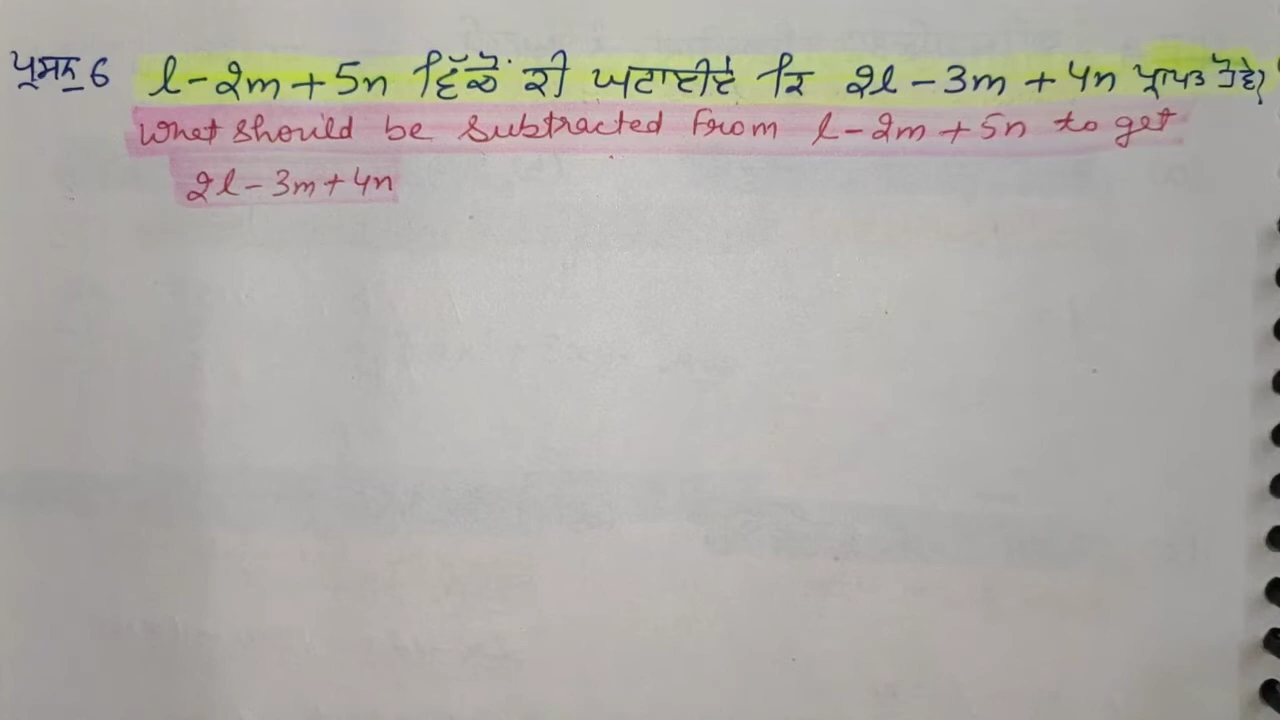 ਪ੍ਰਸ਼ਨ 6 l - 2m + 5n ਵਿੱਚੋਂ ਕੀ ਘਟਾਈਏ ਕਿ 2l - 3m + 4n ਪ੍ਰਾਪਤ ਹੋਵੇ?
What should be subtracted from l - 2m + 5n to get
2l - 3m + 4n